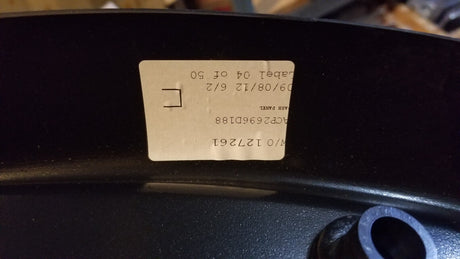 W/O 127261
ACP2696D188
PANEL
09/08/12 6/2
Label 04 of 50